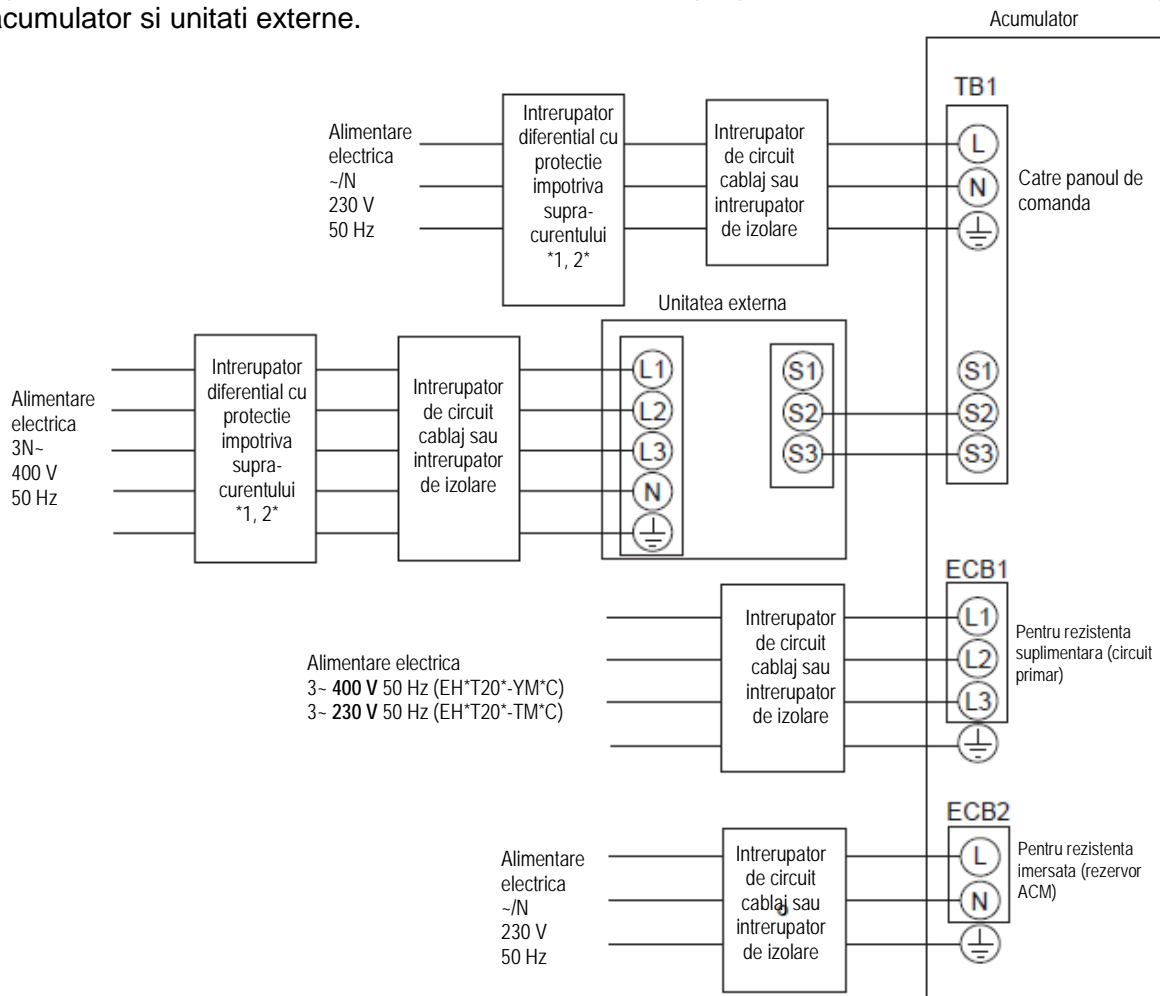 acumulator si unitati externe.
Acumulator
TB1
Alimentare
electrica
~/N
230 V
50 Hz
Intrerupator
diferential cu
protectie
impotriva
supra-
curentului
*1, 2*
Intrerupator
de circuit
cablaj sau
intrerupator
de izolare
L
N
Catre panoul de
comanda
Unitatea externa
Alimentare
electrica
3N~
400 V
50 Hz
Intrerupator
diferential cu
protectie
impotriva
supra-
curentului
*1, 2*
Intrerupator
de circuit
cablaj sau
intrerupator
de izolare
L1
L2
L3
N
S1
S2
S3
S1
S2
S3
ECB1
Alimentare electrica
3~ 400 V 50 Hz (EH*T20*-YM*C)
3~ 230 V 50 Hz (EH*T20*-TM*C)
Intrerupator
de circuit
cablaj sau
intrerupator
de izolare
L1
L2
L3
Pentru rezistenta
suplimentara (circuit
primar)
ECB2
Alimentare
electrica
~/N
230 V
50 Hz
Intrerupator
de circuit
cablaj sau
intrerupator
de izolare
L
N
Pentru rezistenta
imersata (rezervor
ACM)